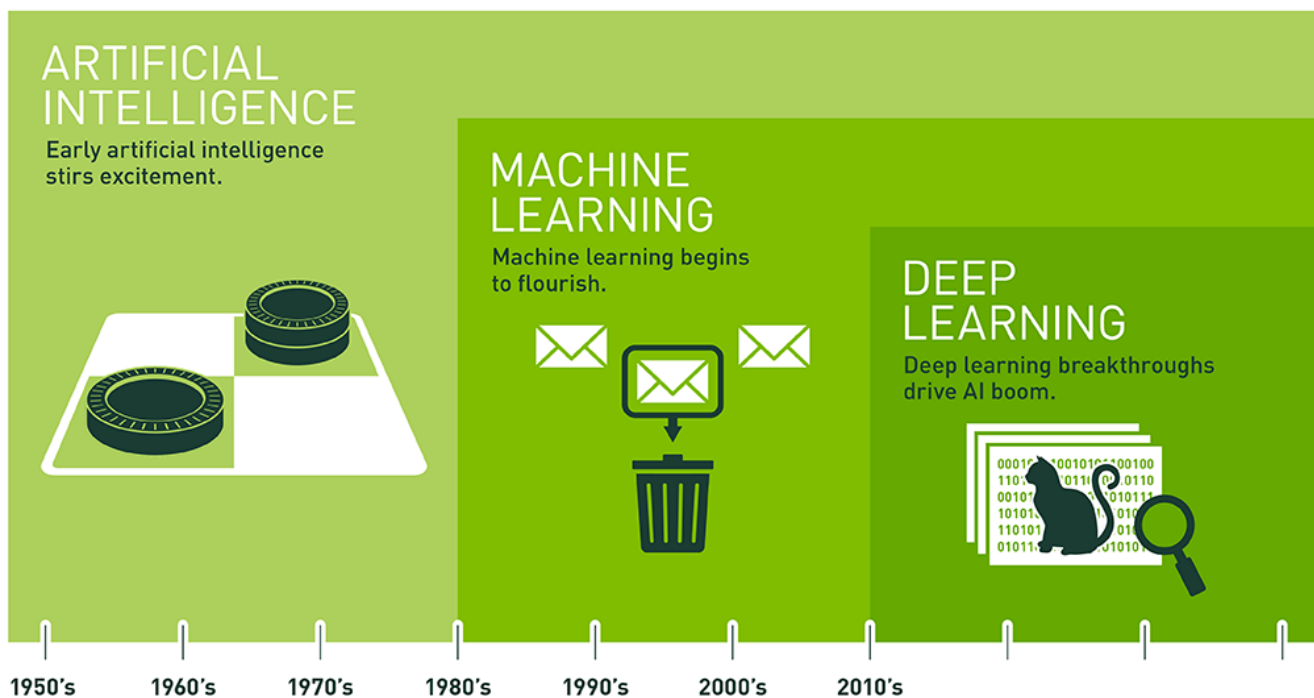 ARTIFICIAL
INTELLIGENCE
Early artificial intelligence
stirs excitement.
MACHINE
LEARNING
Machine learning begins
to flourish.
DEEP
LEARNING
Deep learning breakthroughs
drive AI boom.
1950's 1960's 1970's 1980's 1990's 2000's 2010's